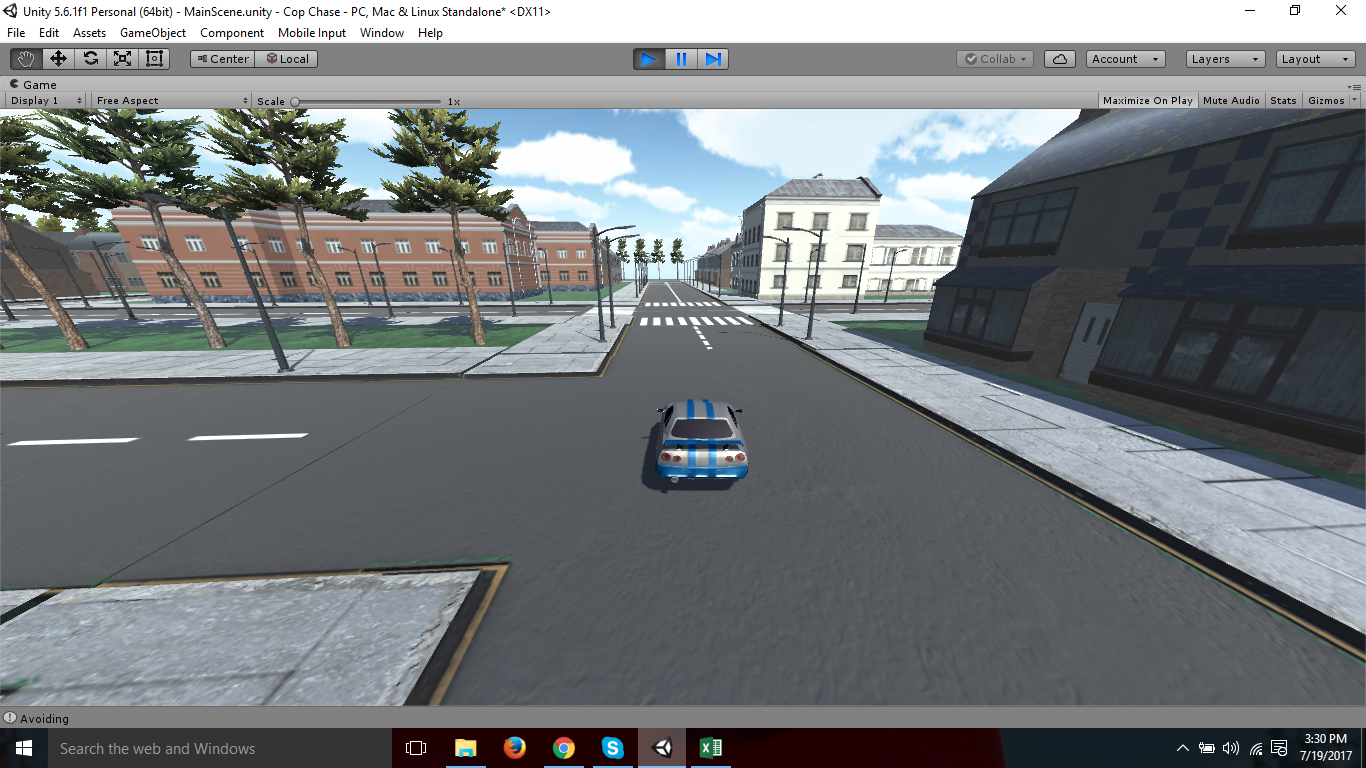 Unity 5.6.1f1 Personal (64bit) - MainScene.unity - Cop Chase - PC, Mac & Linux Standalone* <DX11>
File Edit Assets GameObject Component Mobile Input Window Help
Center Local Collab Account Layers Layout
Game
Display 1 Free Aspect Scale 1x Maximize On Play Mute Audio Stats Gizmos
Avoiding
Search the web and Windows
3:30 PM
7/19/2017